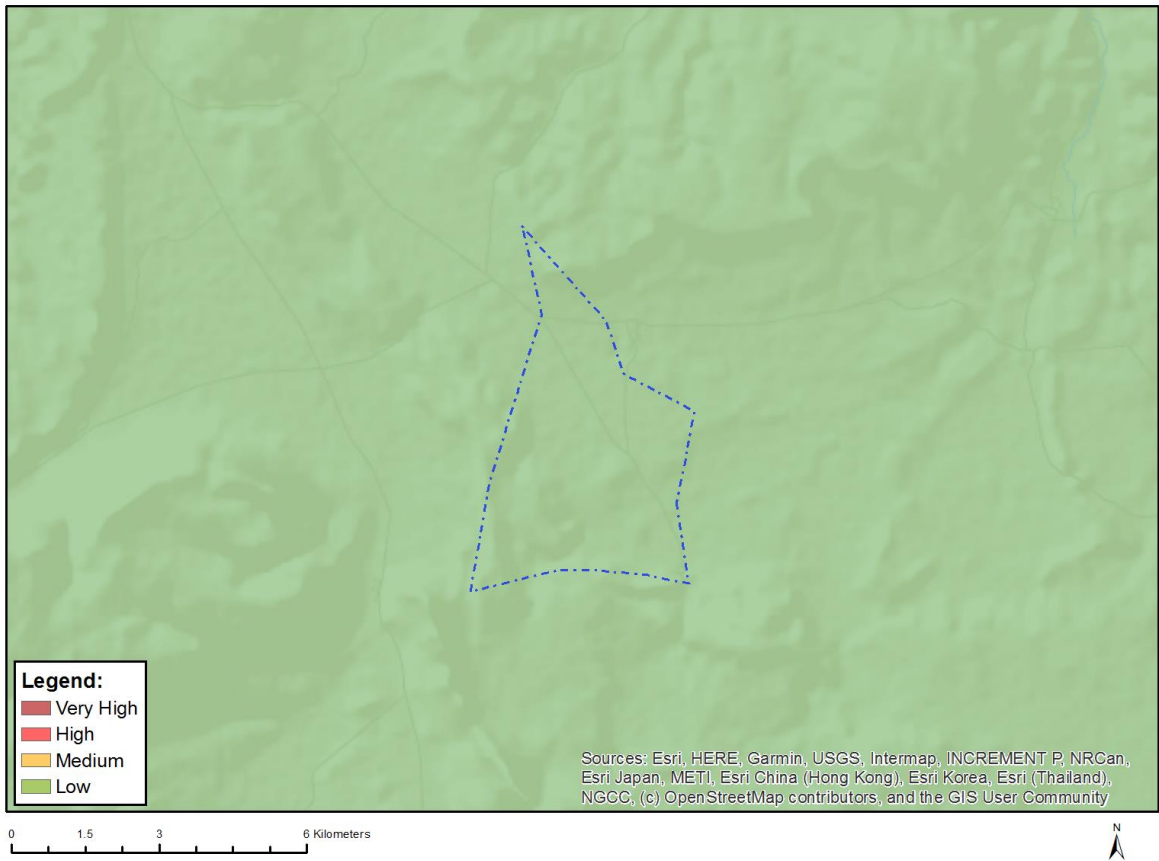 Legend:
Very High
High
Medium
Low
Sources: Esri, HERE, Garmin, USGS, Intermap, INCREMENT P, NRCan,
Esri Japan, METI, Esri China (Hong Kong), Esri Korea, Esri (Thailand),
NGCC, (c) OpenStreetMap contributors, and the GIS User Community
0 1.5 3 6 Kilometers
N